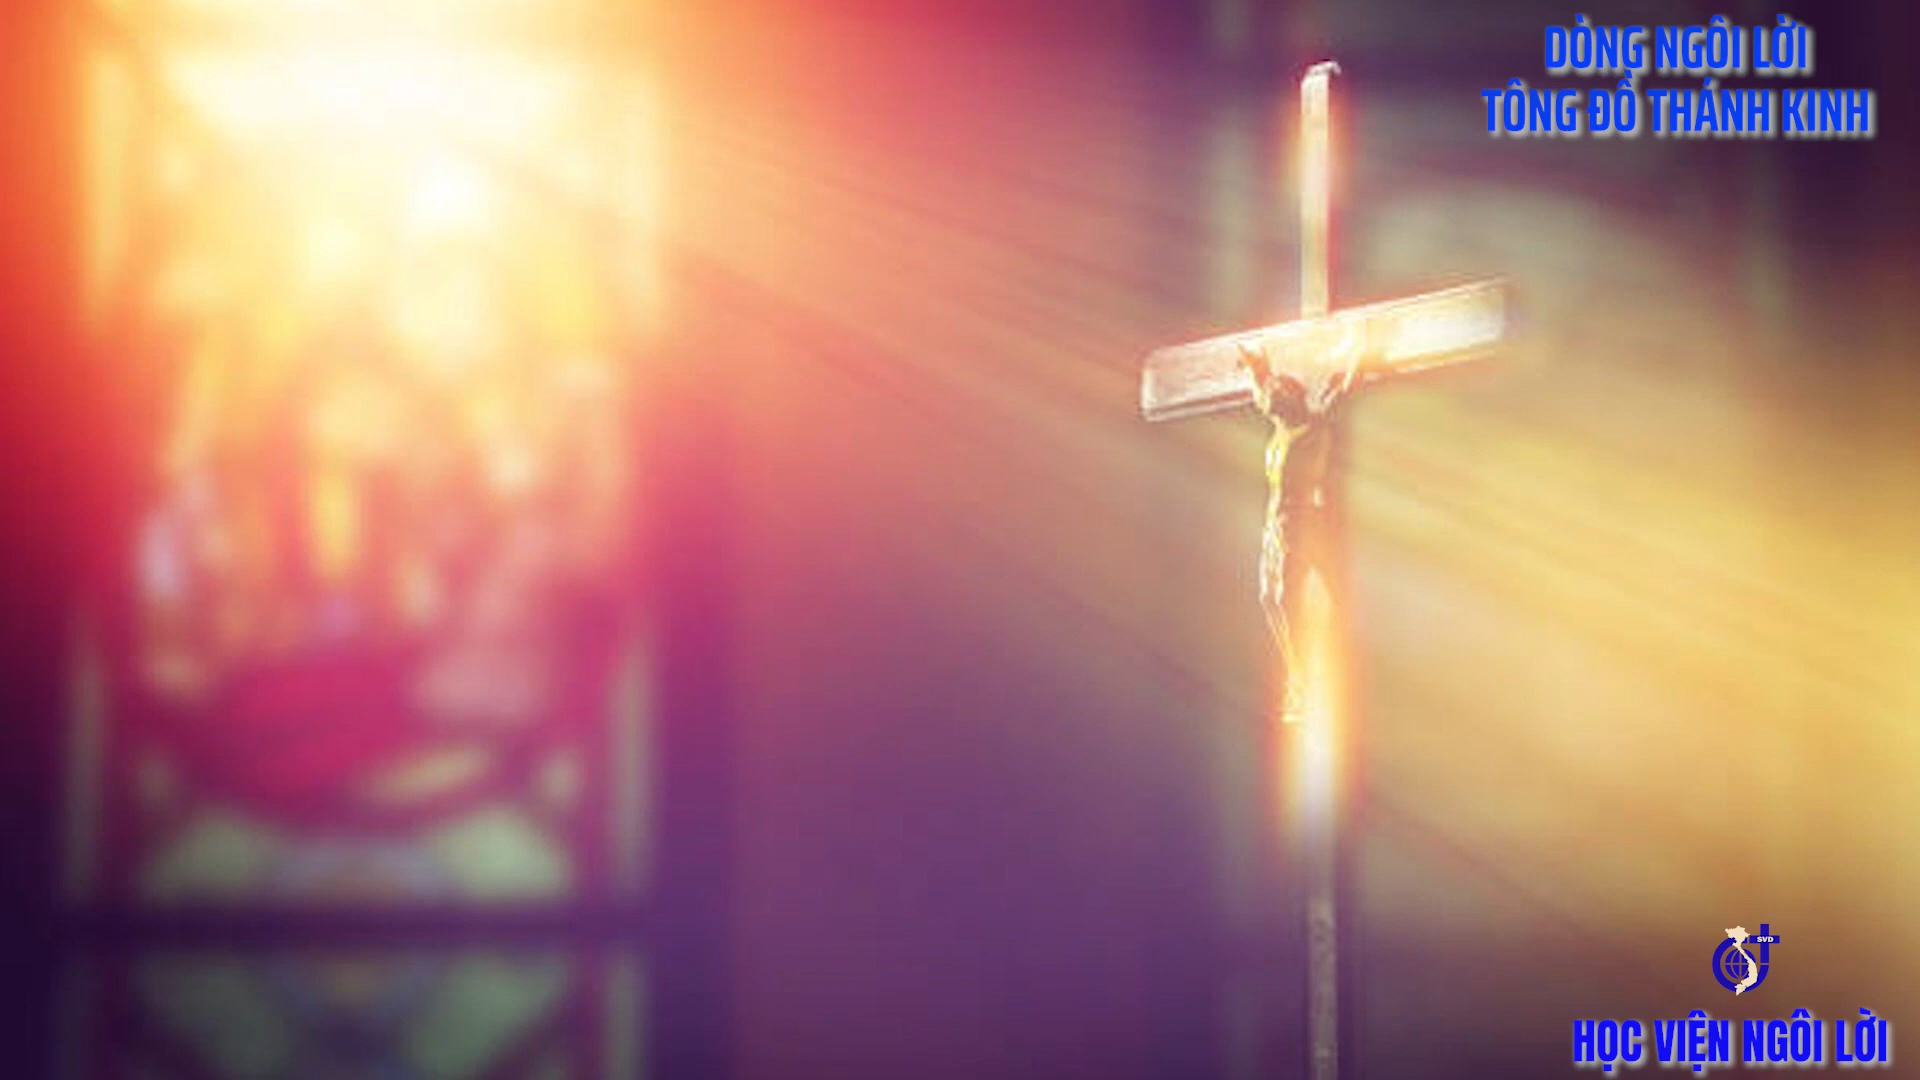 DÒNG NGÔI LỜI
TÔNG ĐỒ THÁNH KINH
SVD
HỌC VIỆN NGÔI LỜI